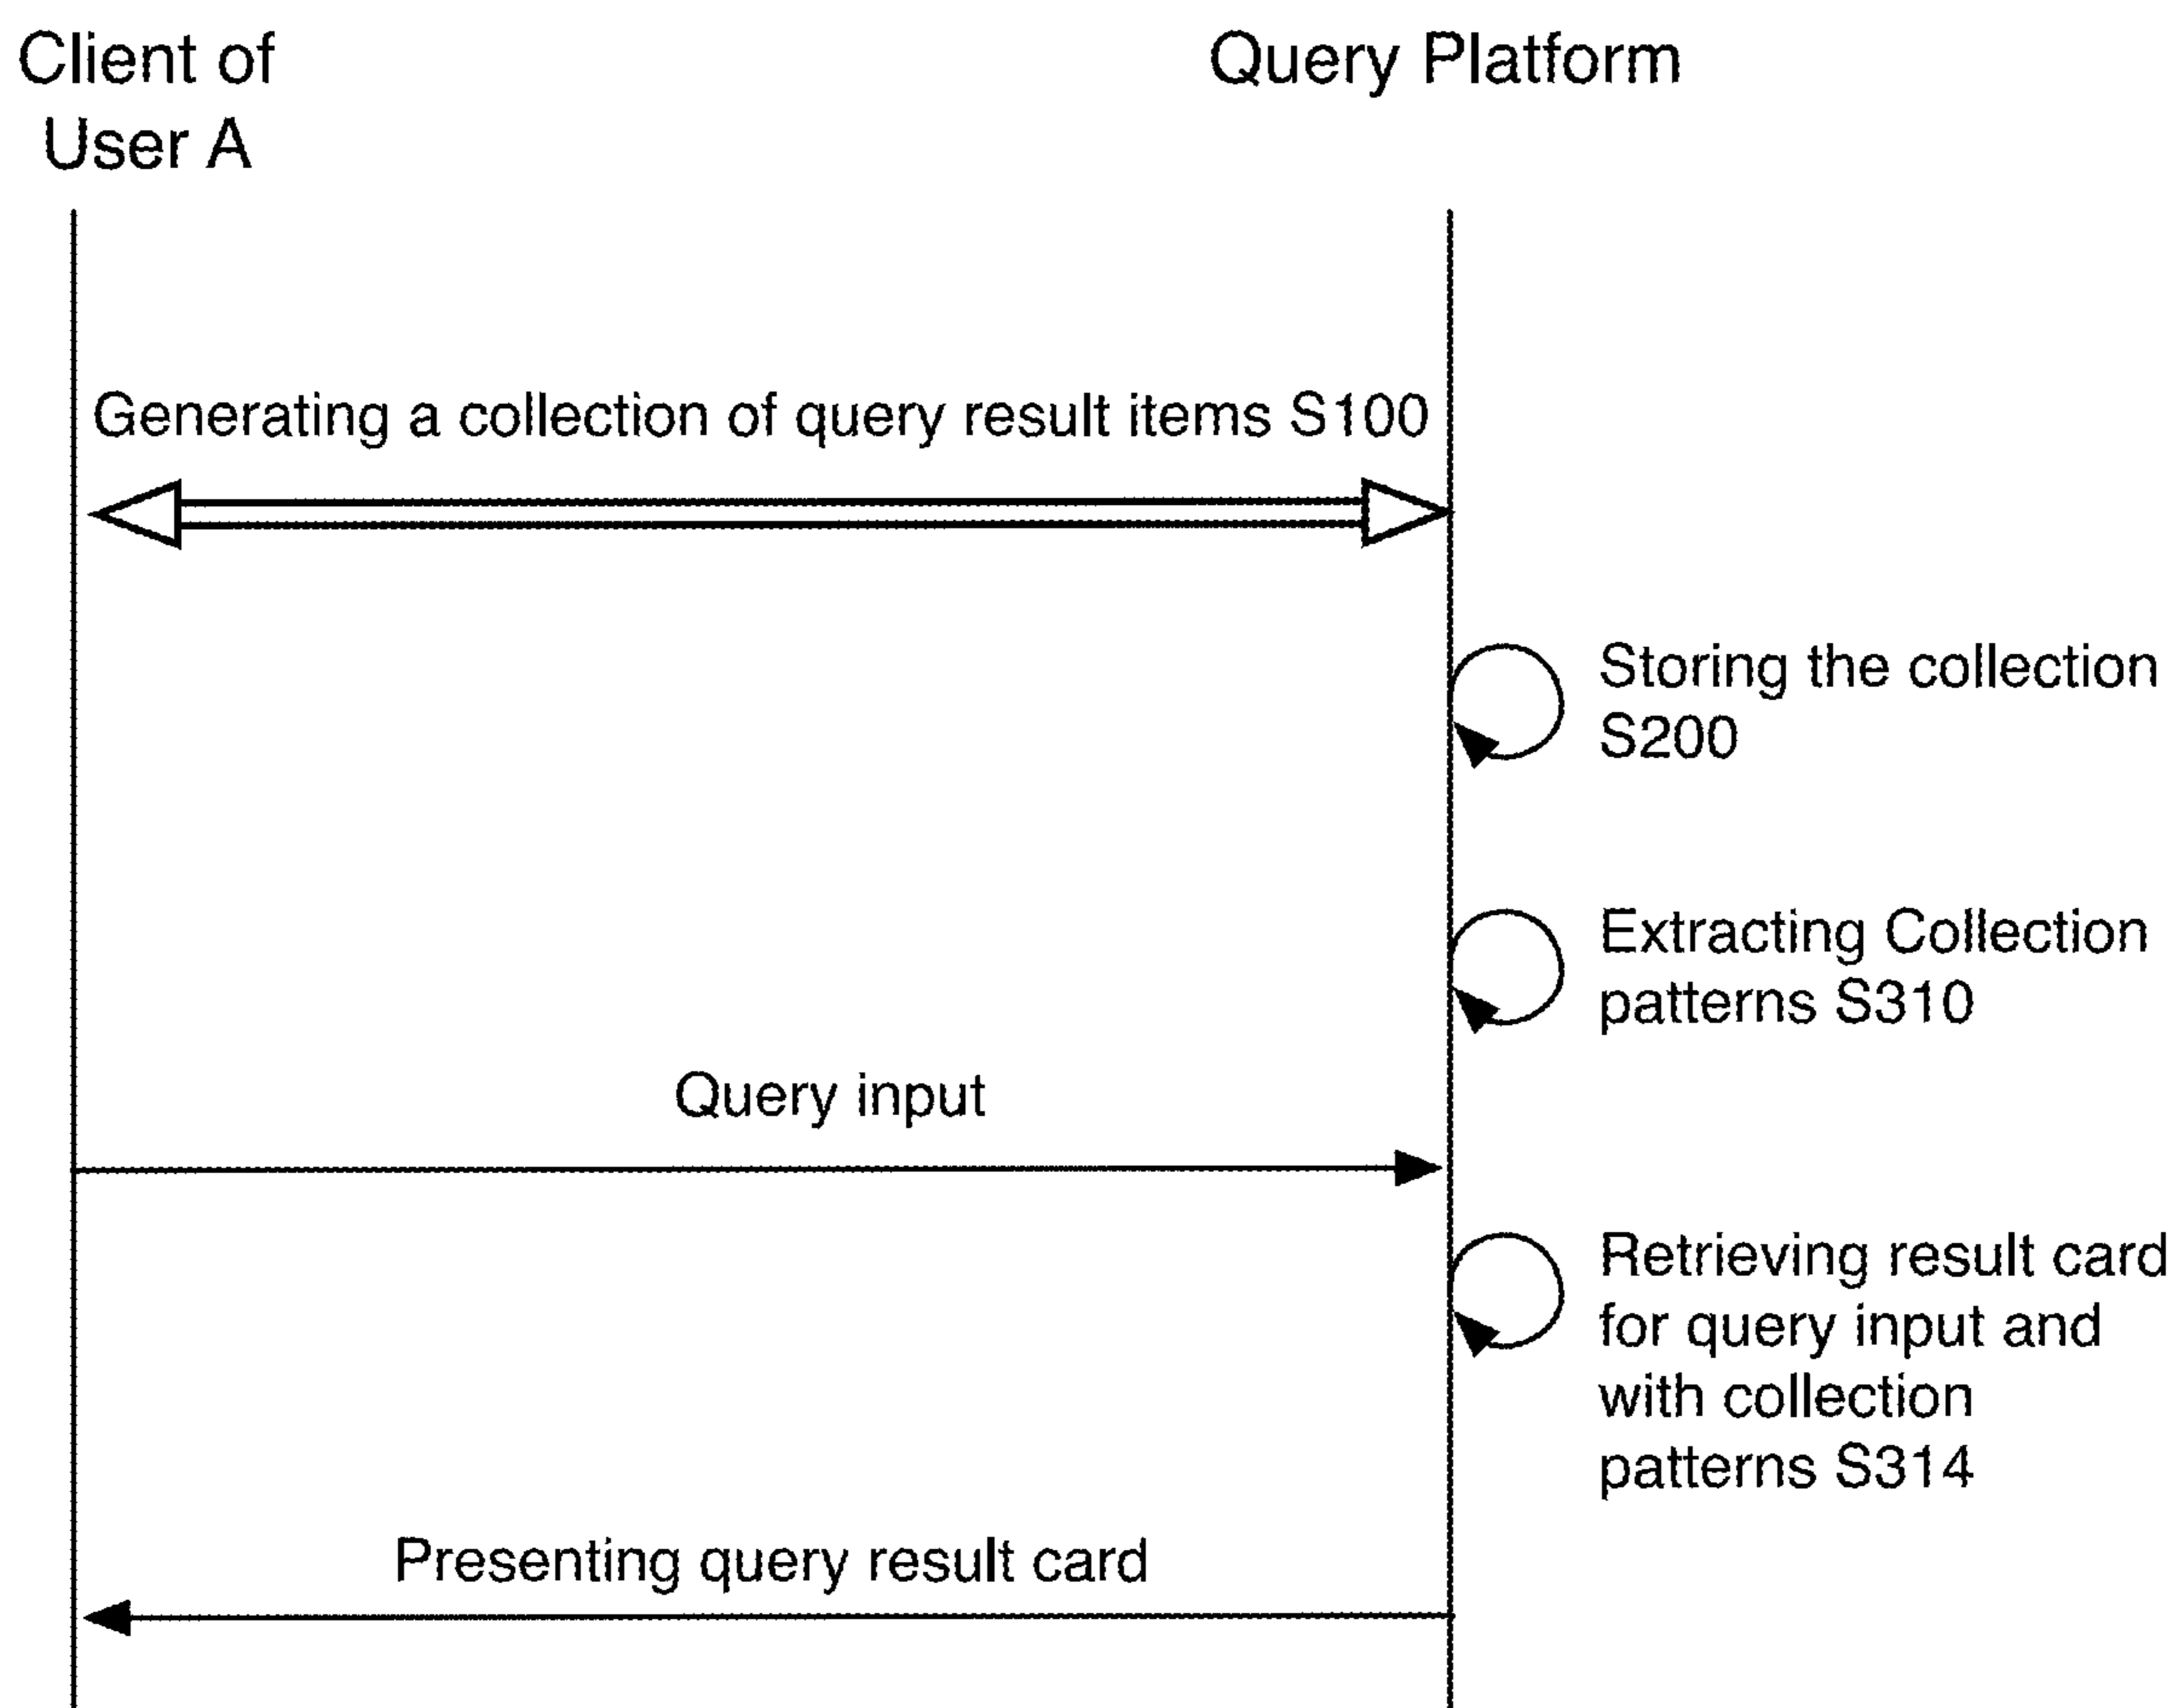 Client of
User A
Query Platform
Generating a collection of query result items S100
Storing the collection
S200
Extracting Collection
patterns S310
Query input
Retrieving result card
for query input and
with collection
patterns S314
Presenting query result card